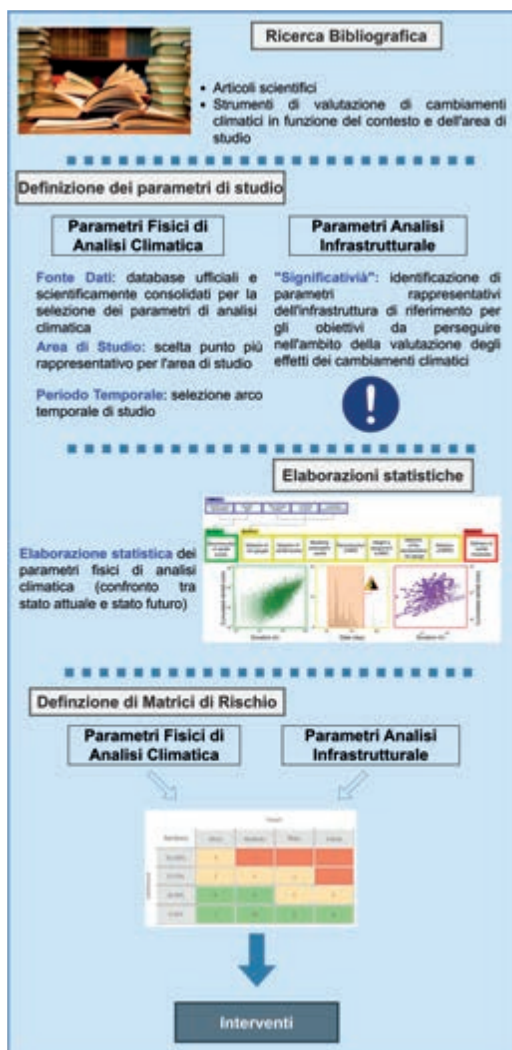 Ricerca Bibliografica
• Articoli scientifici
• Strumenti di valutazione di cambiamenti
climatici in funzione del contesto e dell'area di
studio
Definizione dei parametri di studio
Parametri Fisici di
Analisi Climatica
Fonte Dati: database ufficiali e
scientificamente consolidati per la
selezione dei parametri di analisi
climatica
Area di Studio: scelta punto più
rappresentativo per l'area di studio
Periodo Temporale: selezione arco
temporale di studio
Parametri Analisi
Infrastrutturale
"Significativià": identificazione di
parametri rappresentativi
dell'infrastruttura di riferimento per
gli obiettivi da perseguire
nell'ambito della valutazione degli
effetti dei cambiamenti climatici
!
Elaborazioni statistiche
Elaborazione statistica dei
parametri fisici di analisi
climatica (confronto tra
stato attuale e stato futuro)
Definzione di Matrici di Rischio
Parametri Fisici di
Analisi Climatica
Parametri Analisi
Infrastrutturale
Interventi